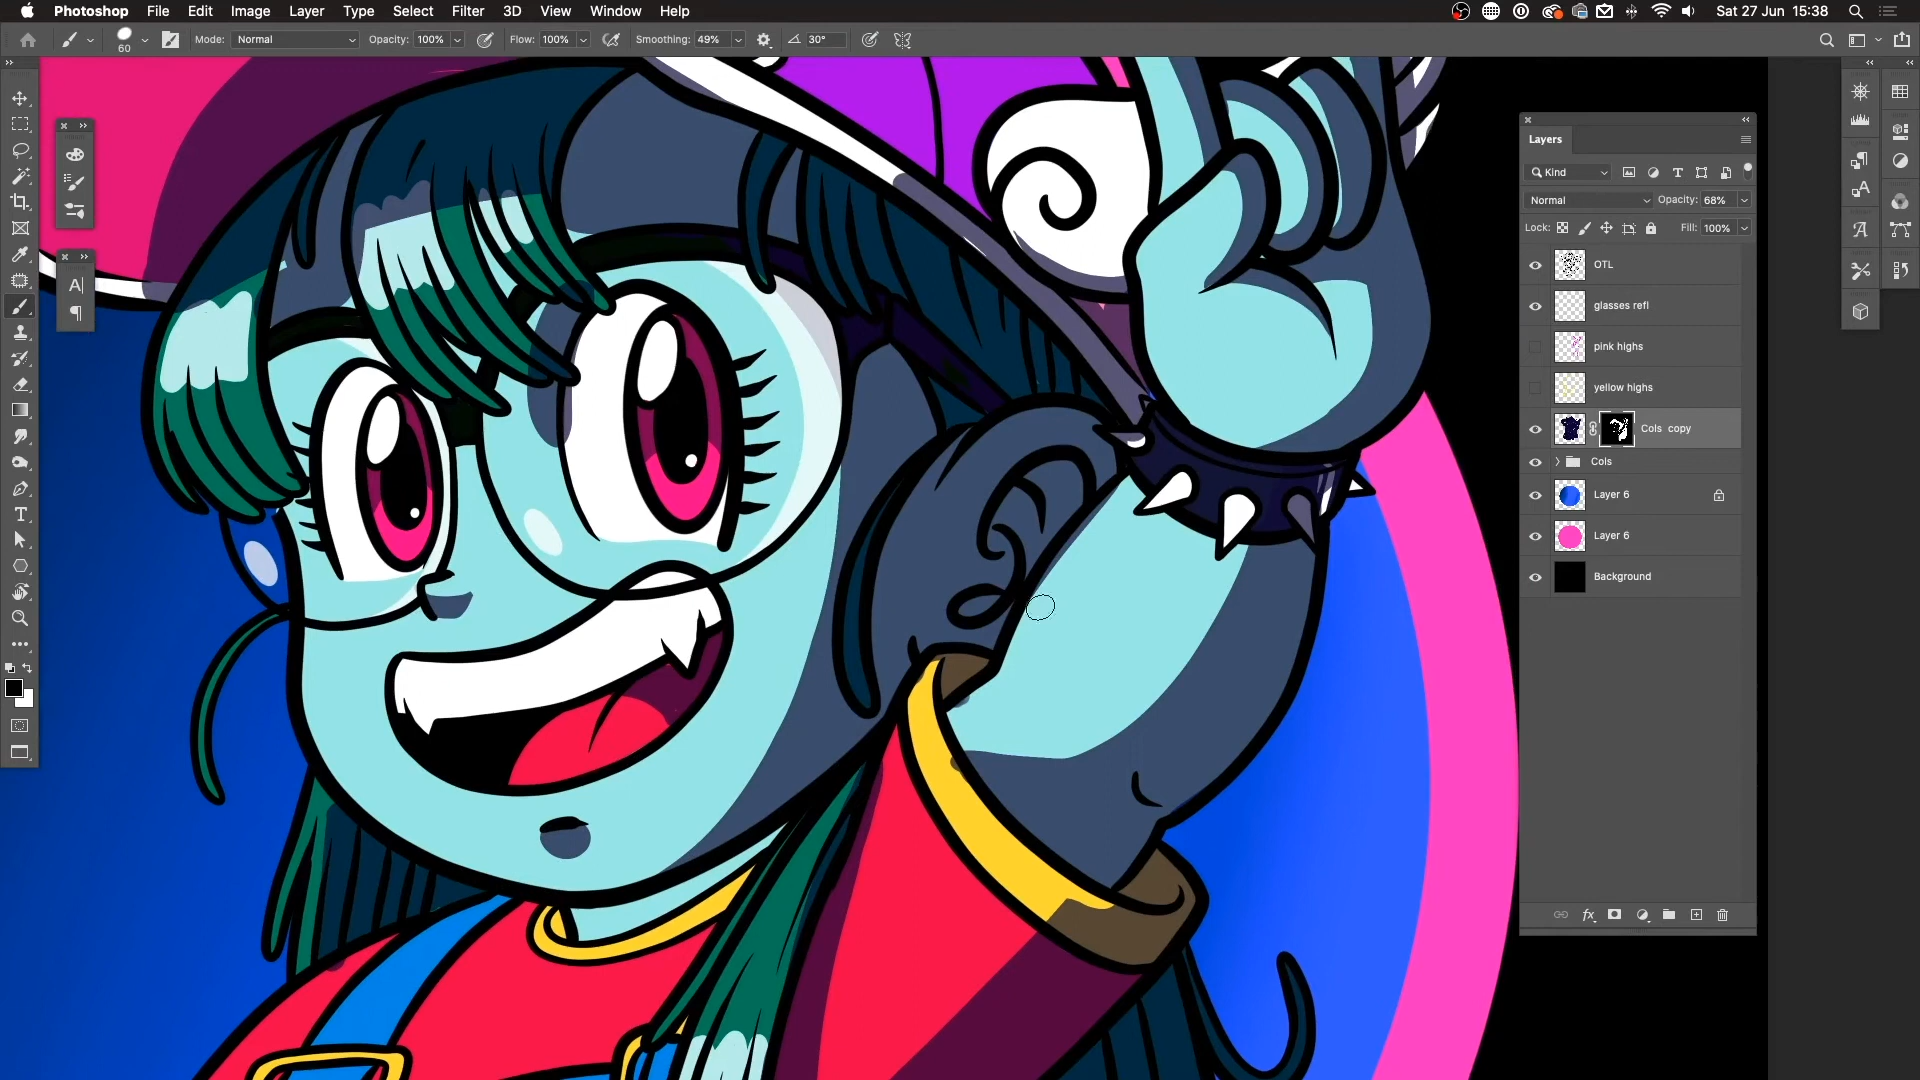 Photoshop File Edit Image Layer Type Select Filter 3D View Window Help Sat 27 Jun 15:38
60 Mode: Normal Opacity: 100% Flow: 100% Smoothing: 49% 30°
Layers
Kind
Normal Opacity: 68%
Lock: Fill: 100%
OTL
glasses refl
pink highs
yellow highs
Cols copy
Cols
Layer 6
Layer 6
Background
fx